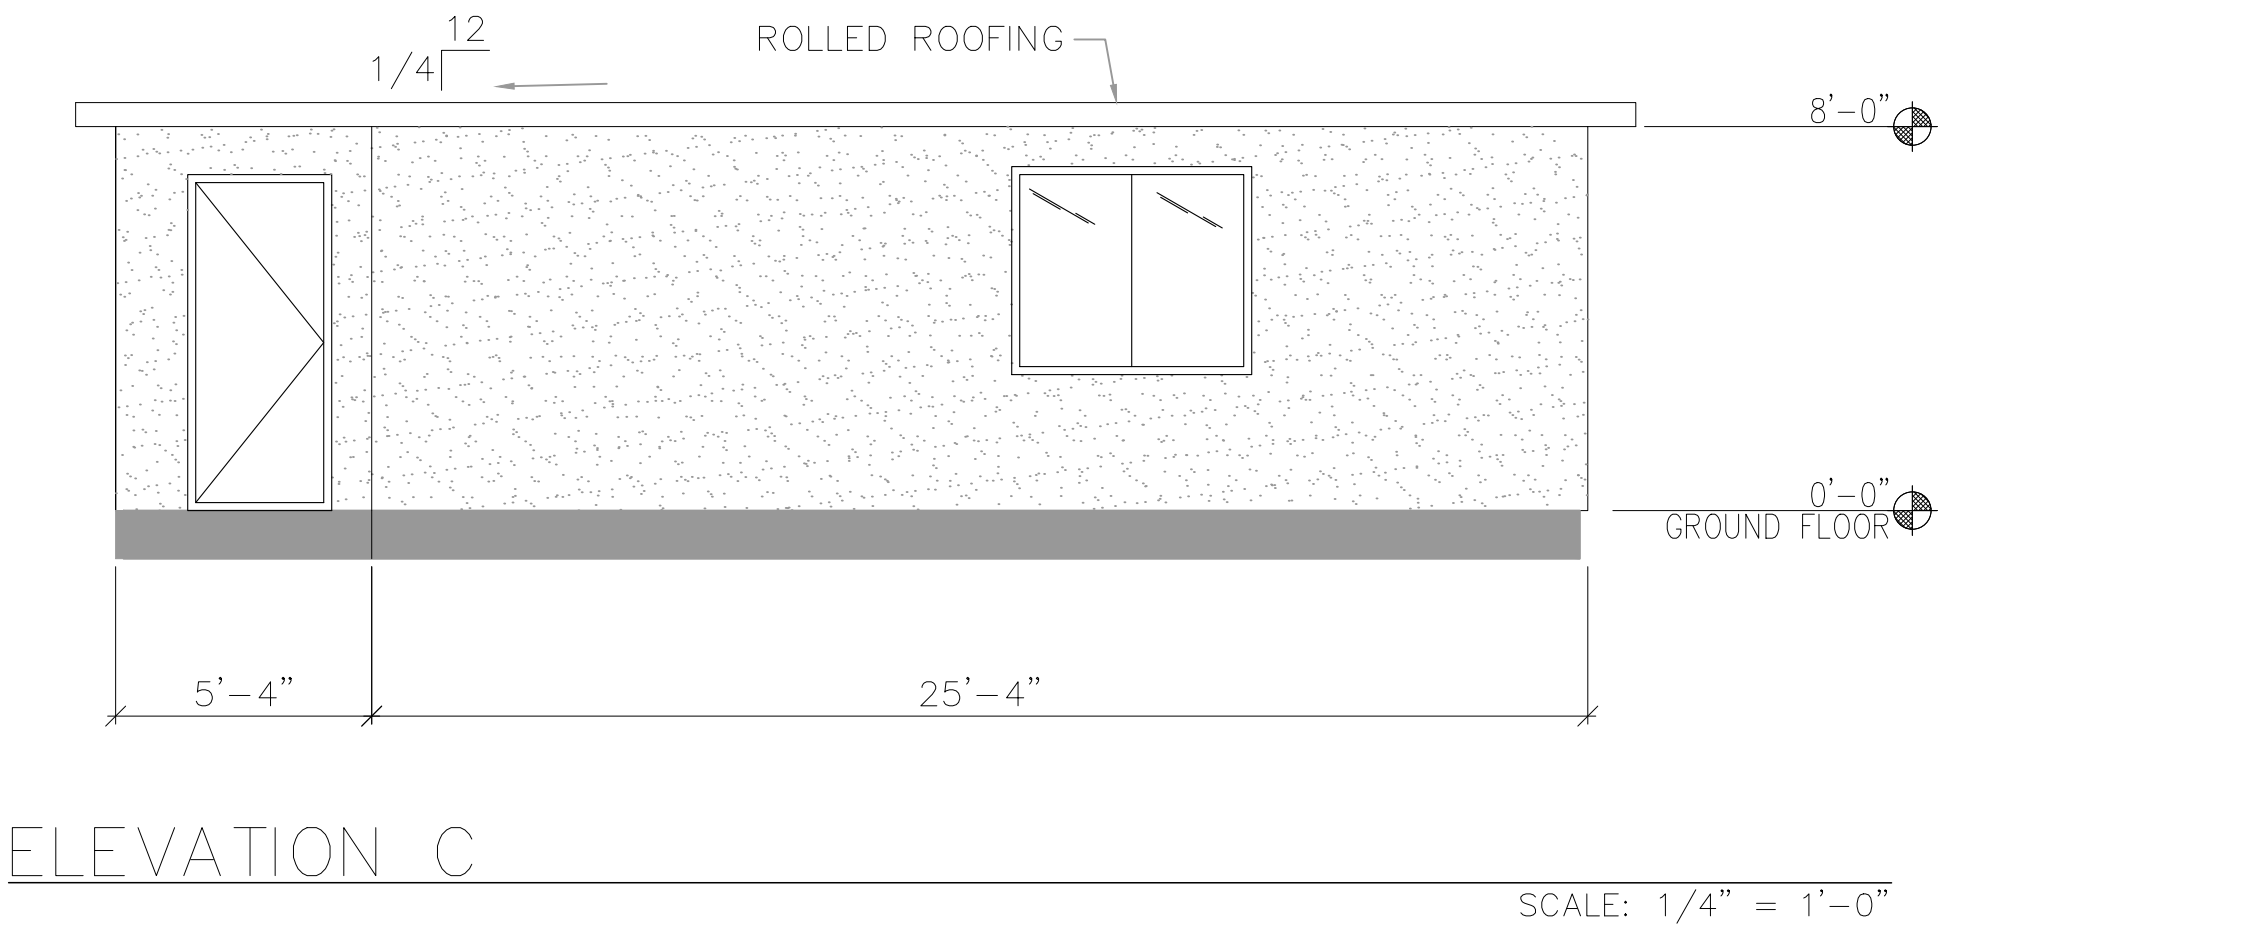 12
1/4
ROLLED ROOFING
8'-0"
0'-0"
GROUND FLOOR
5'-4"
25'-4"
ELEVATION C
SCALE: 1/4" = 1'-0"